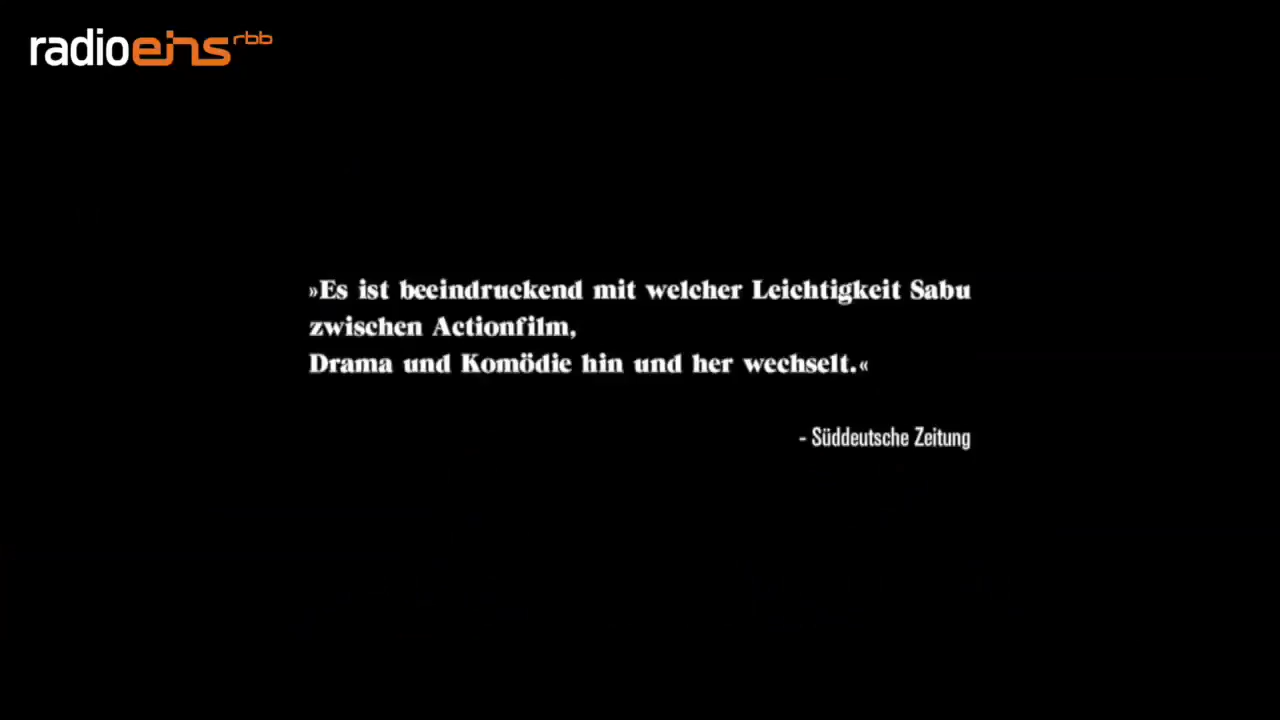 radioeins rbb
»Es ist beeindruckend mit welcher Leichtigkeit Sabu
zwischen Actionfilm,
Drama und Komödie hin und her wechselt.«
- Süddeutsche Zeitung